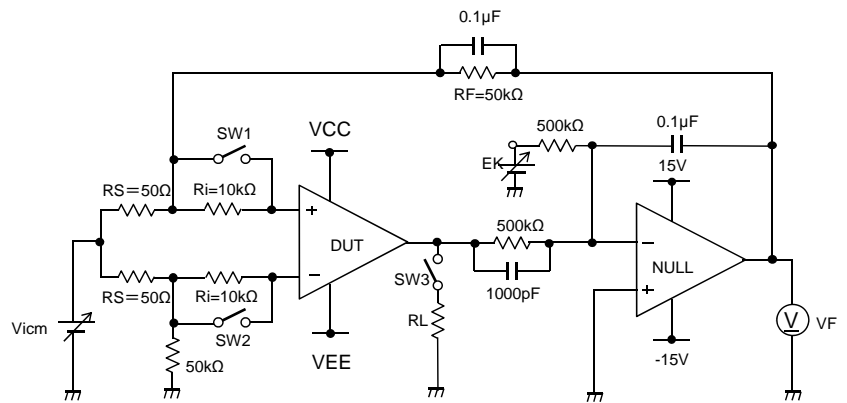 0.1μF
RF=50kΩ
SW1
VCC
500kΩ
0.1μF
EK
15V
RS=50Ω
Ri=10kΩ
+
500kΩ
DUT
−
NULL
RS=50Ω
Ri=10kΩ
−
SW3
1000pF
+
Vicm
SW2
RL
V
VF
50kΩ
VEE
-15V